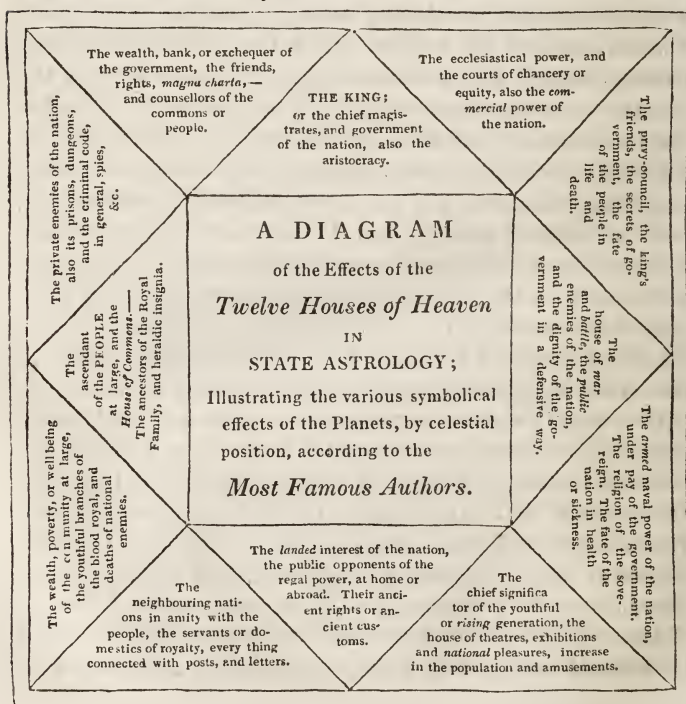 The wealth, bank, or exchequer of
the government, the friends,
rights, magna charta, —
and counsellors of the
commons or
people.
THE KING;
or the chief magis-
trates, and government
of the nation, also the
aristocracy.
The ecclesiastical power, and
the courts of chancery or
equity, also the com-
mercial power of
the nation.
The privy-council, the king's
friends, the secrets of go-
vernment, the fate
of the people in
life and
death.
The private enemies of the nation,
also its prisons, dungeons,
and the criminal code,
in general, spies,
&c.
The
ascendant
of the PEOPLE
at large, and the
House of Commons.—
The ancestors of the Royal
Family, and heraldic insignia.
A DIAGRAM
of the Effects of the
Twelve Houses of Heaven
IN
STATE ASTROLOGY;
Illustrating the various symbolical
effects of the Planets, by celestial
position, according to the
Most Famous Authors.
The
house of war
and battle, the public
enemies of the nation,
and the dignity of the go-
vernment in a defensive way.
The armed naval power of the nation,
under pay of the government.
The religion of the sove-
reign. The fate of the
nation in health
or sickness.
The wealth, poverty, or well being
of the community at large,
the youthful branches of
the blood royal, and
deaths of national
enemies.
The
neighbouring nati-
ons in amity with the
people, the servants or do-
mestics of royalty, every thing
connected with posts, and letters.
The landed interest of the nation,
the public opponents of the
regal power, at home or
abroad. Their anci-
ent rights or an-
cient cus-
toms.
The
chief significa
tor of the youthful
or rising generation, the
house of theatres, exhibitions
and national pleasures, increase
in the population and amusements.